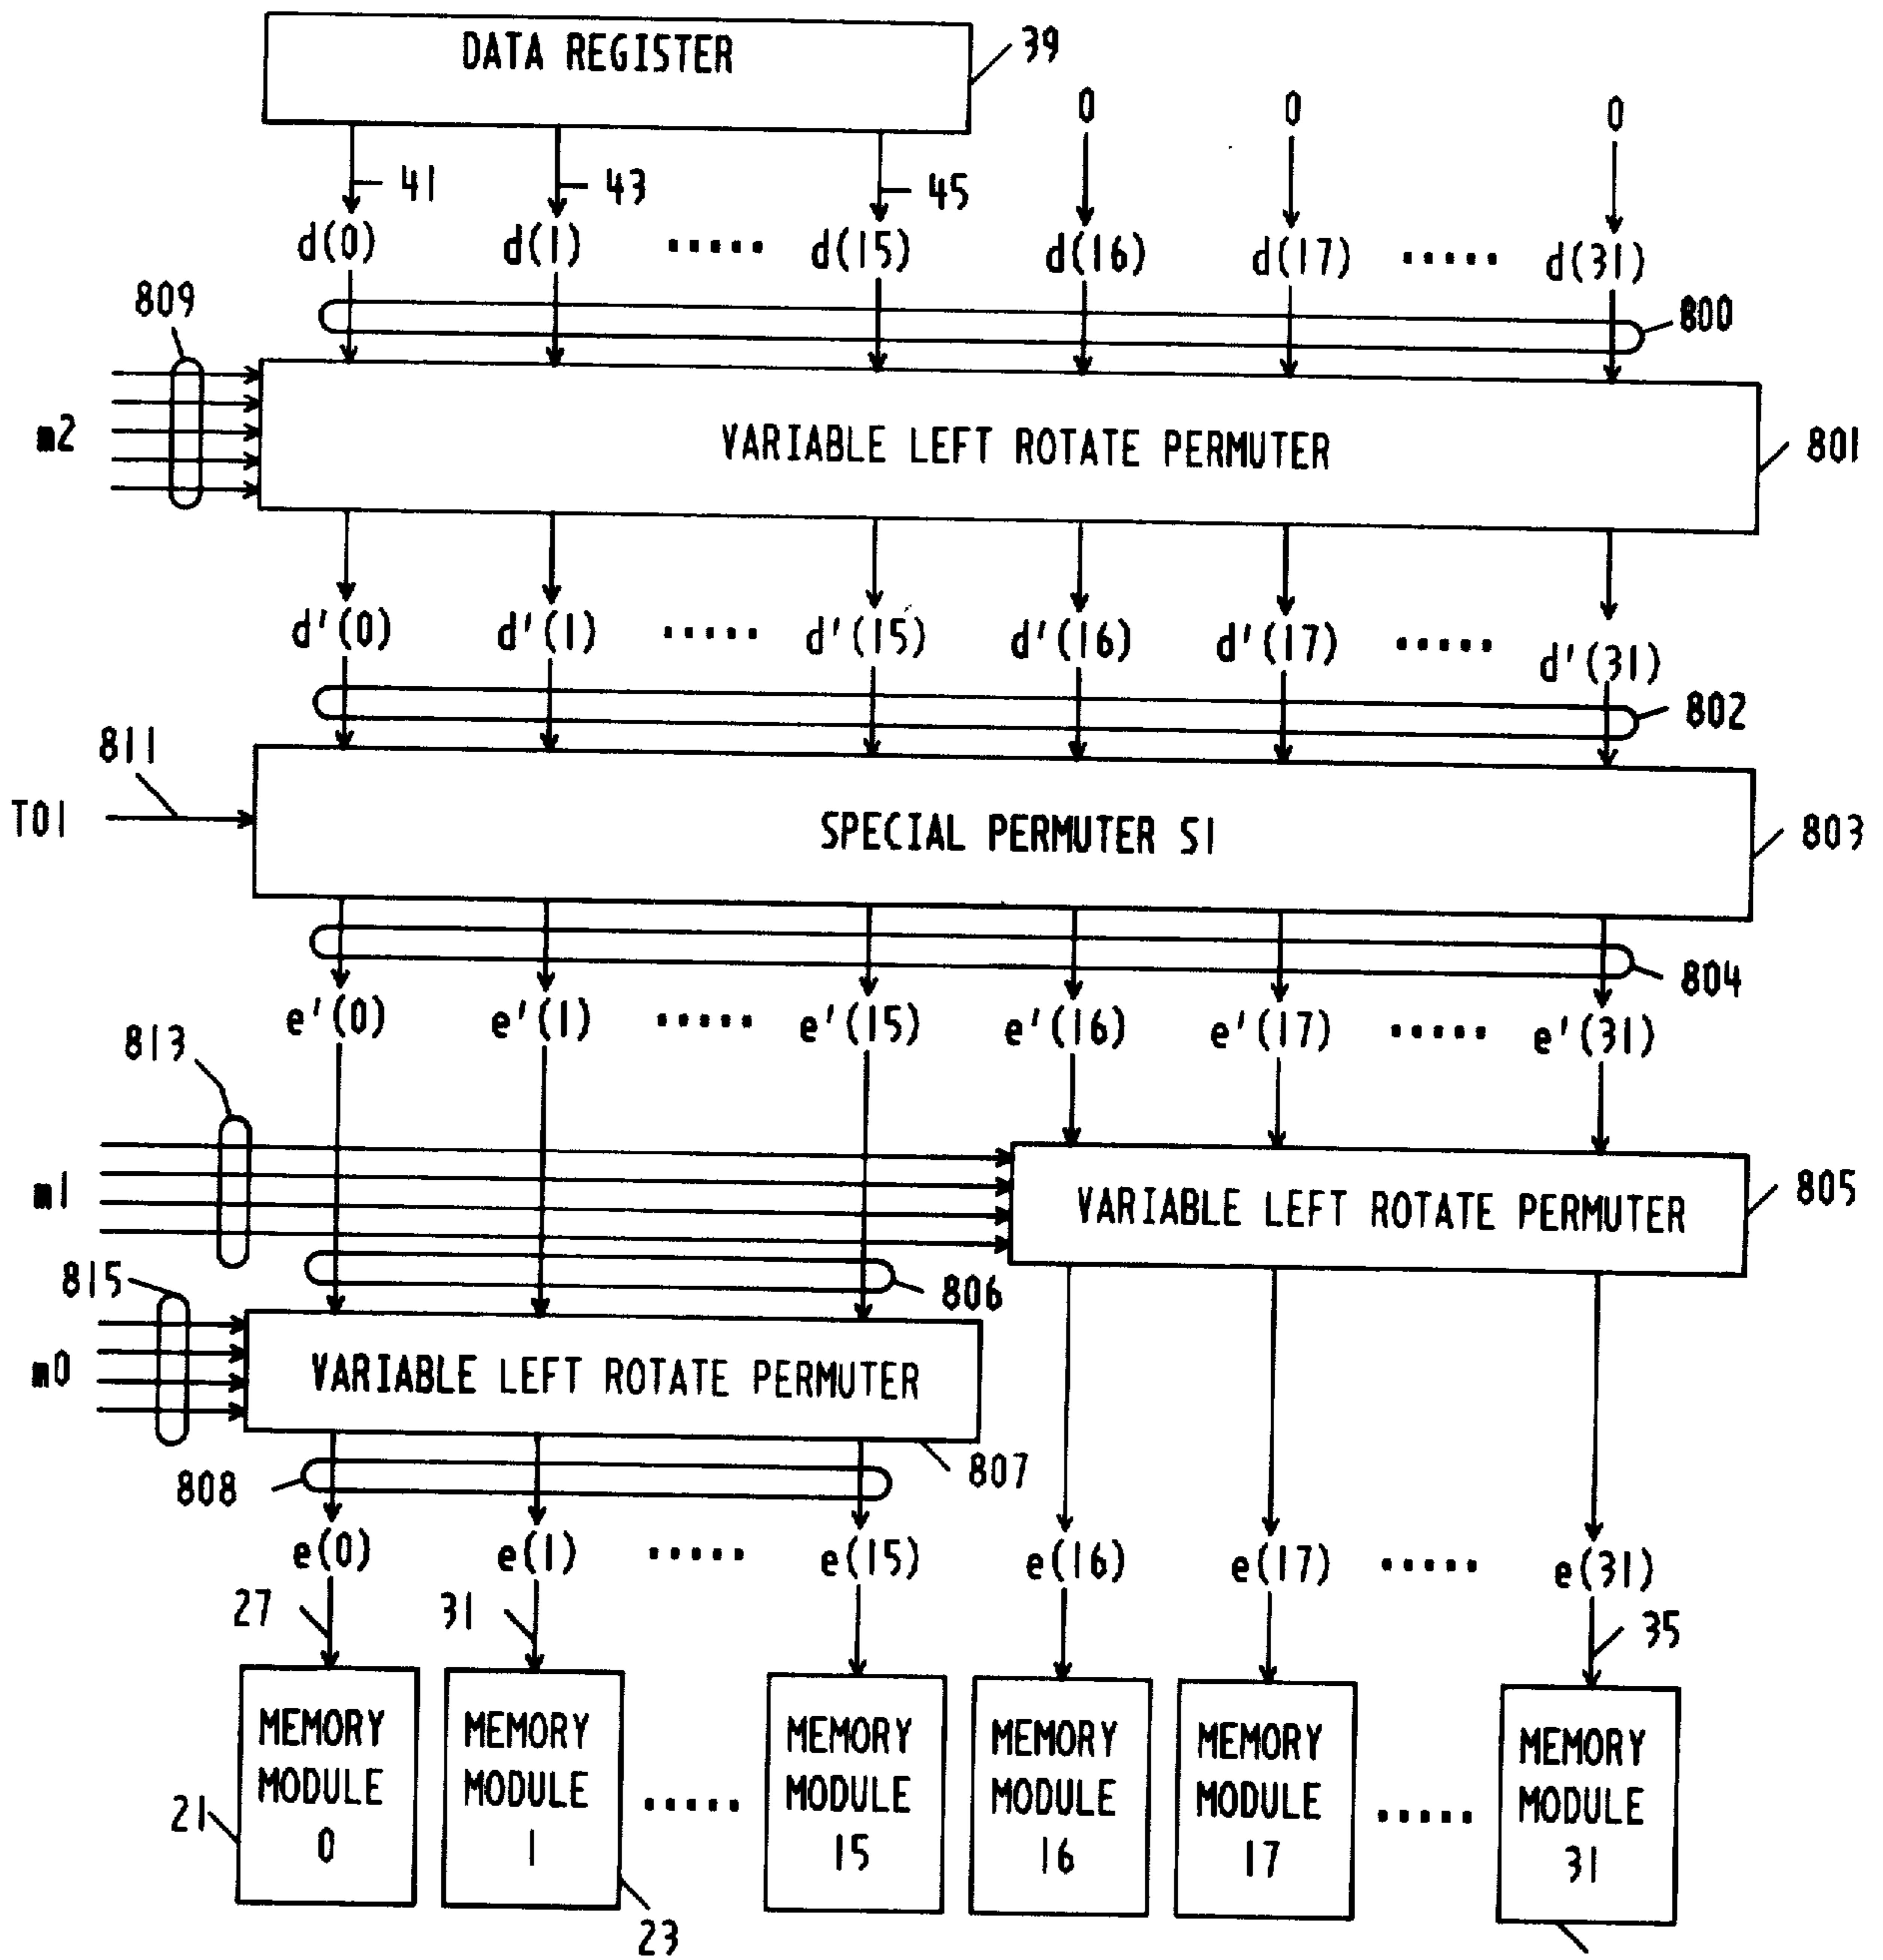 DATA REGISTER
39
0 0 0
41 43 45
d(0) d(1) ..... d(15) d(16) d(17) ..... d(31)
809
800
m2
VARIABLE LEFT ROTATE PERMUTER
801
d'(0) d'(1) ..... d'(15) d'(16) d'(17) ..... d'(31)
802
811
T01
SPECIAL PERMUTER S1
803
804
e'(0) e'(1) ..... e'(15) e'(16) e'(17) ..... e'(31)
813
m1
VARIABLE LEFT ROTATE PERMUTER
805
806
815
m0
VARIABLE LEFT ROTATE PERMUTER
807
808
e(0) e(1) ..... e(15) e(16) e(17) ..... e(31)
27 31 35
MEMORY MODULE 0
MEMORY MODULE 1
.....
MEMORY MODULE 15
MEMORY MODULE 16
MEMORY MODULE 17
.....
MEMORY MODULE 31
21
23